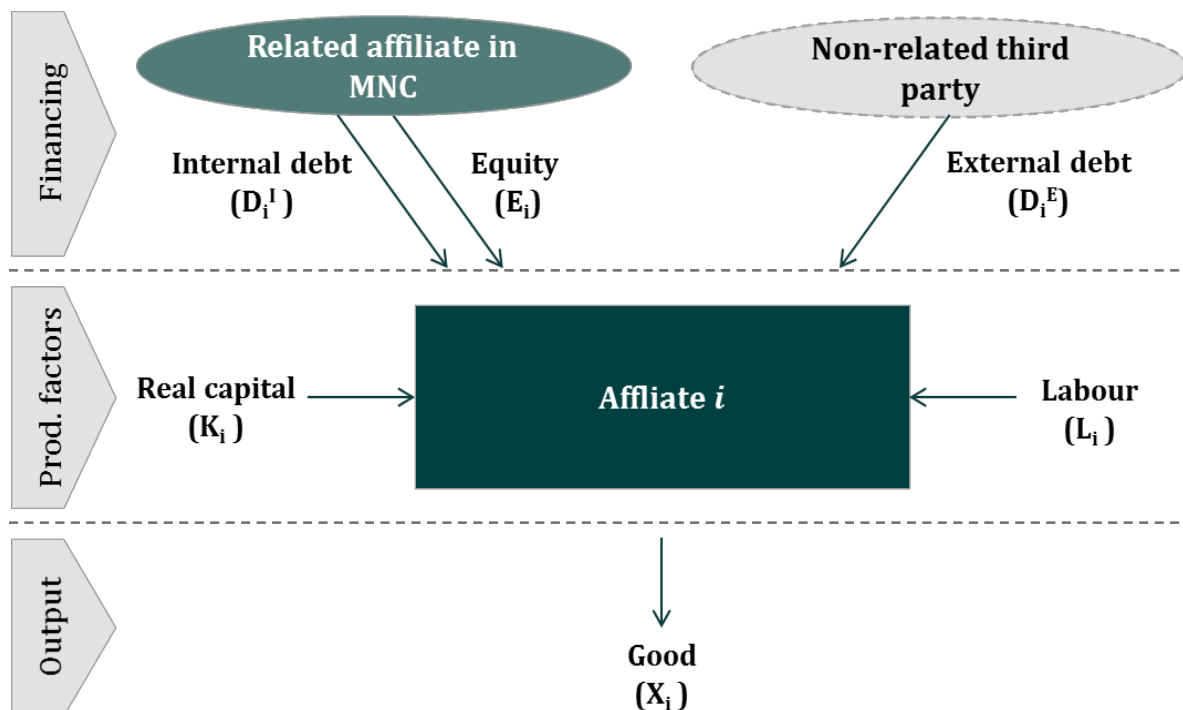 Financing
Related affiliate in
MNC
Non-related third
party
Internal debt
(Dᵢᴵ )
Equity
(Eᵢ)
External debt
(Dᵢᴱ)
Prod. factors
Real capital
(Kᵢ )
Affliate i
Labour
(Lᵢ )
Output
Good
(Xᵢ )